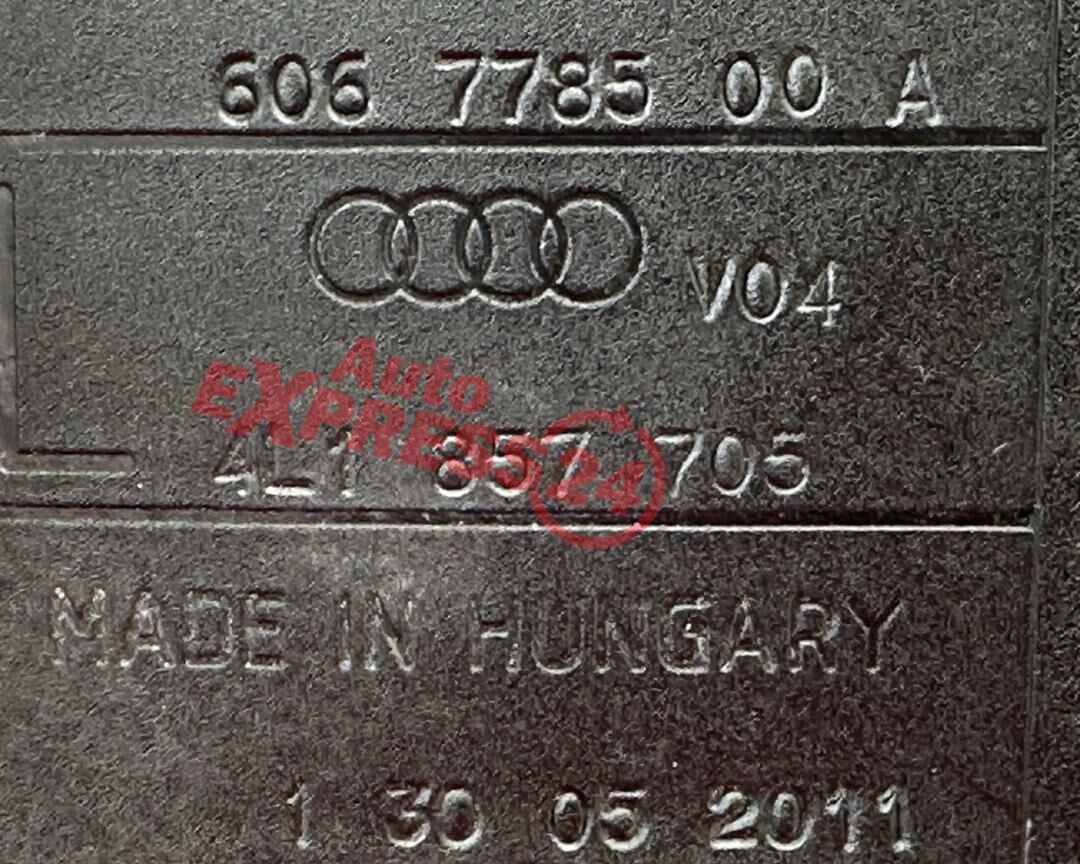 606 7785 00 A
V04
Auto
EXPRESS24
4L1 857 705
MADE IN HUNGARY
1 30 05 2011